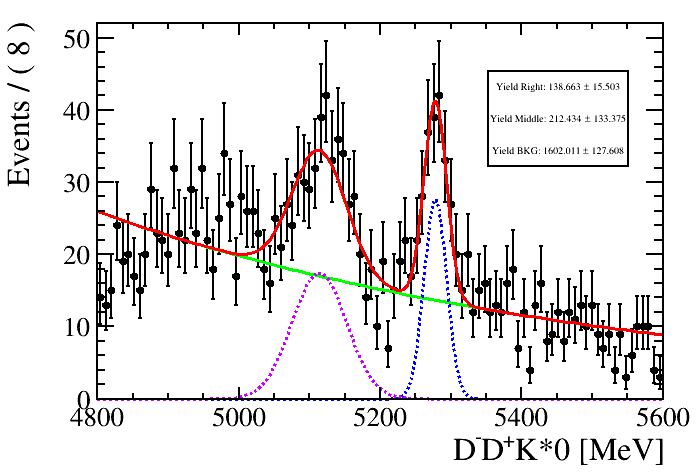 Events / ( 8 )
50
40
30
20
10
0
Yield Right: 138.663 ± 15.503
Yield Middle: 212.434 ± 133.375
Yield BKG: 1602.011 ± 127.608
4800 5000 5200 5400 5600
D⁻D⁺K*0 [MeV]